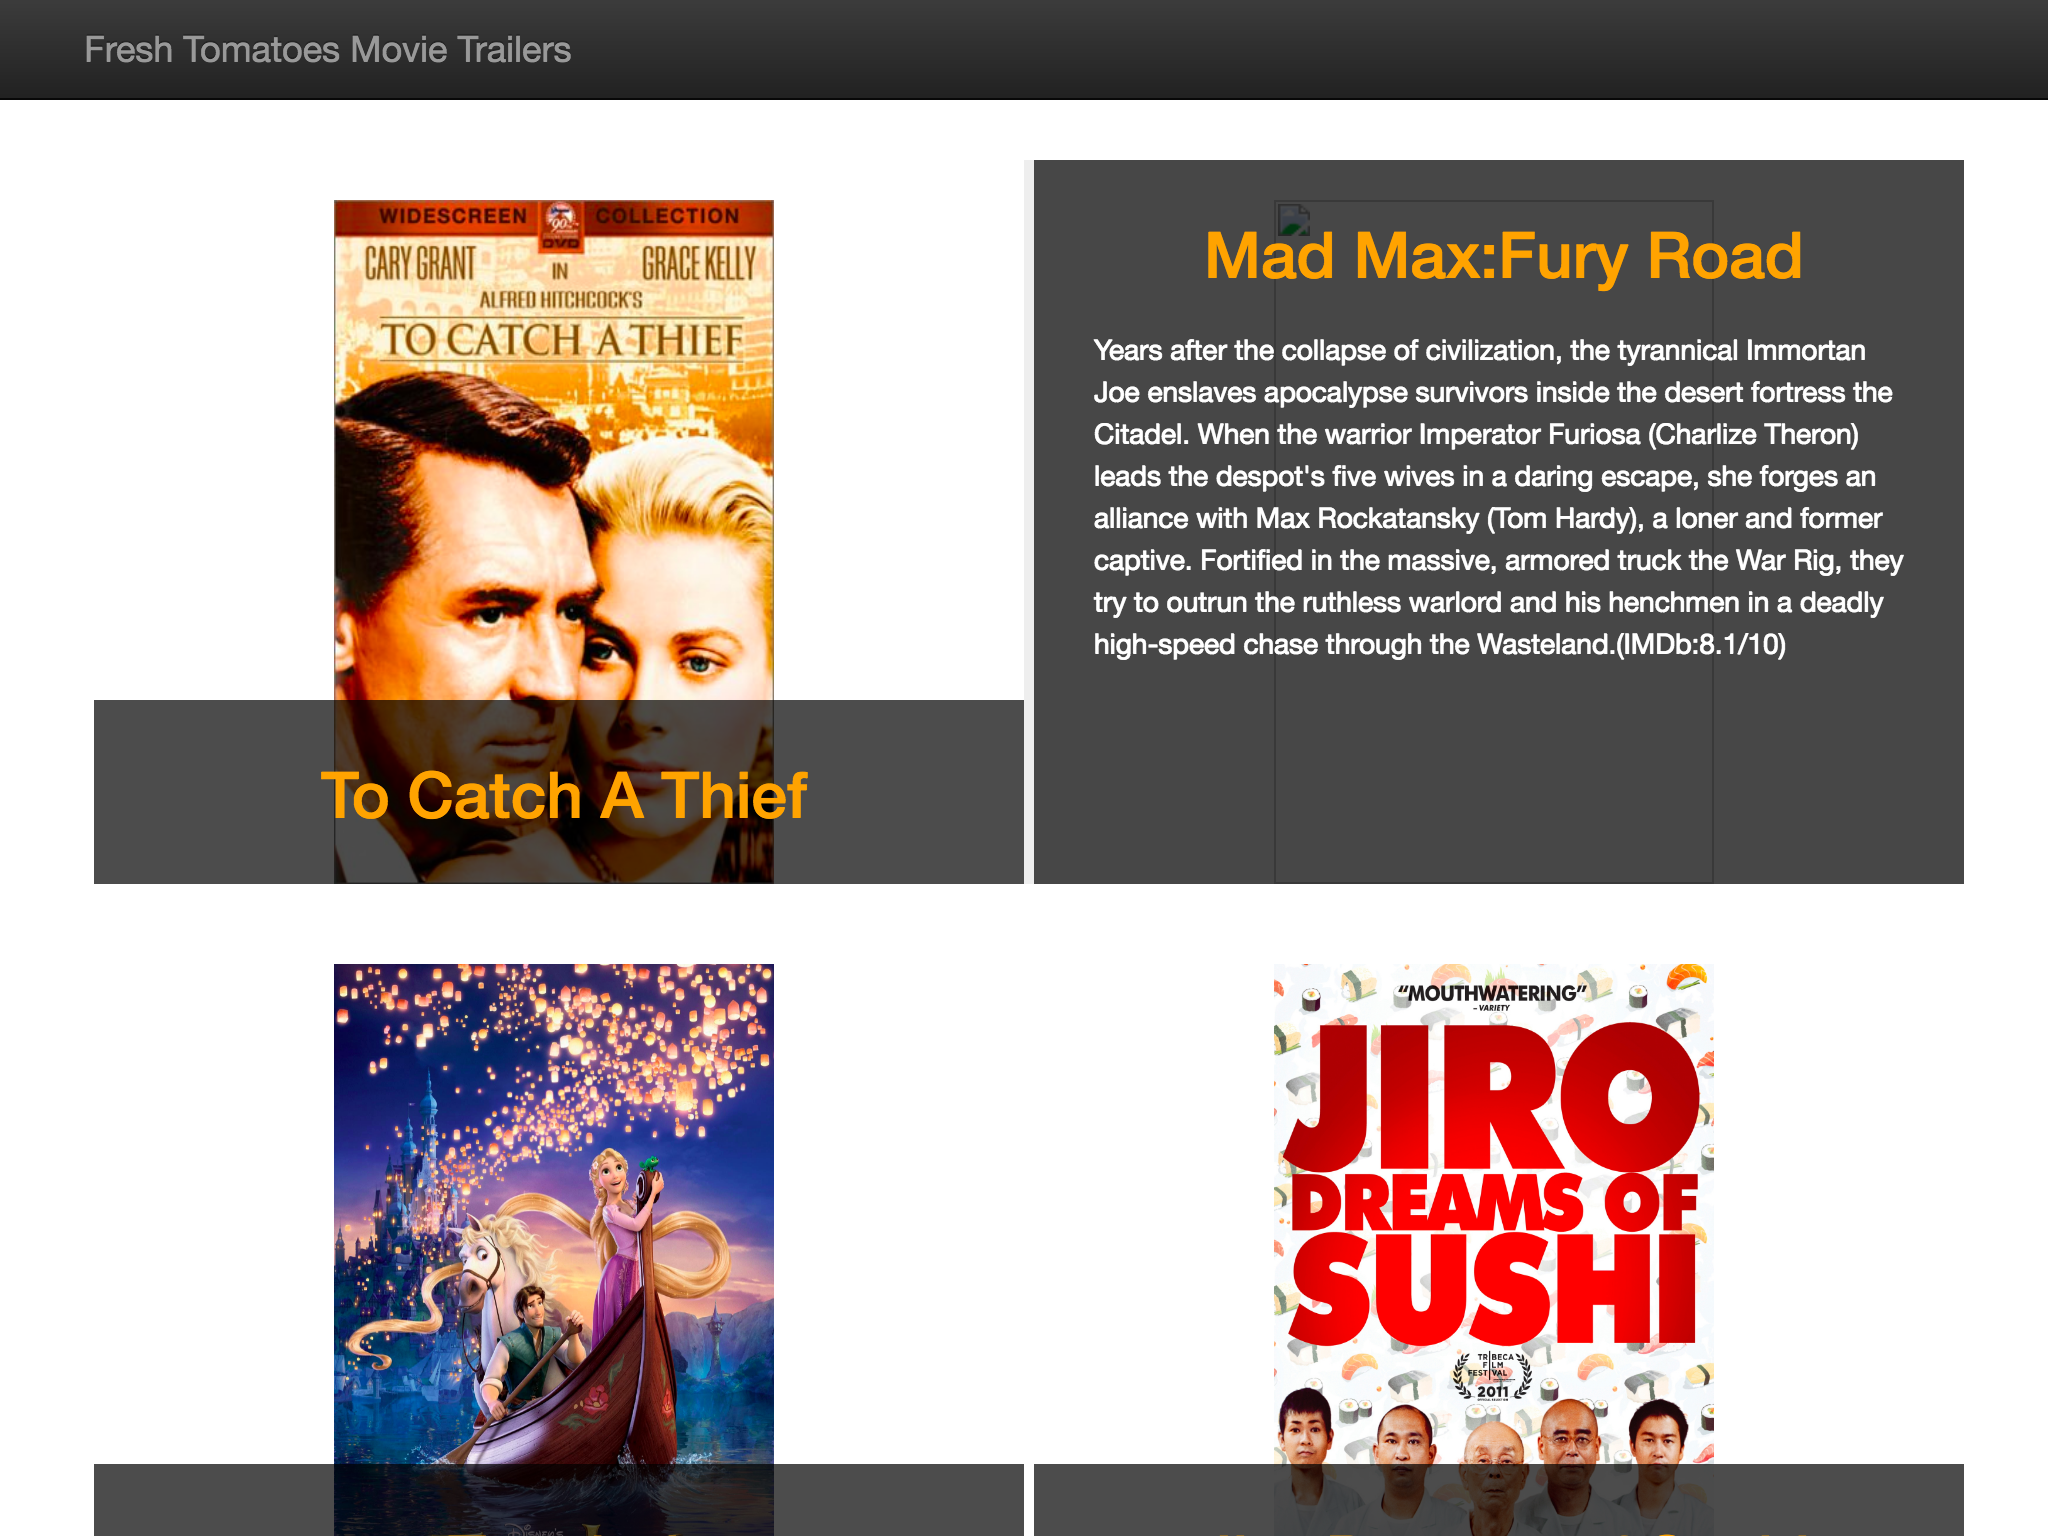 Fresh Tomatoes Movie Trailers
WIDESCREEN COLLECTION
90
DVD
CARY GRANT IN GRACE KELLY
ALFRED HITCHCOCK'S
TO CATCH A THIEF
To Catch A Thief
Mad Max:Fury Road
Years after the collapse of civilization, the tyrannical Immortan
Joe enslaves apocalypse survivors inside the desert fortress the
Citadel. When the warrior Imperator Furiosa (Charlize Theron)
leads the despot's five wives in a daring escape, she forges an
alliance with Max Rockatansky (Tom Hardy), a loner and former
captive. Fortified in the massive, armored truck the War Rig, they
try to outrun the ruthless warlord and his henchmen in a deadly
high-speed chase through the Wasteland.(IMDb:8.1/10)
DISNEY'S
“MOUTHWATERING”
- VARIETY
JIRO
DREAMS OF
SUSHI
TRIBECA
FILM
FESTIVAL
2011
OFFICIAL SELECTION